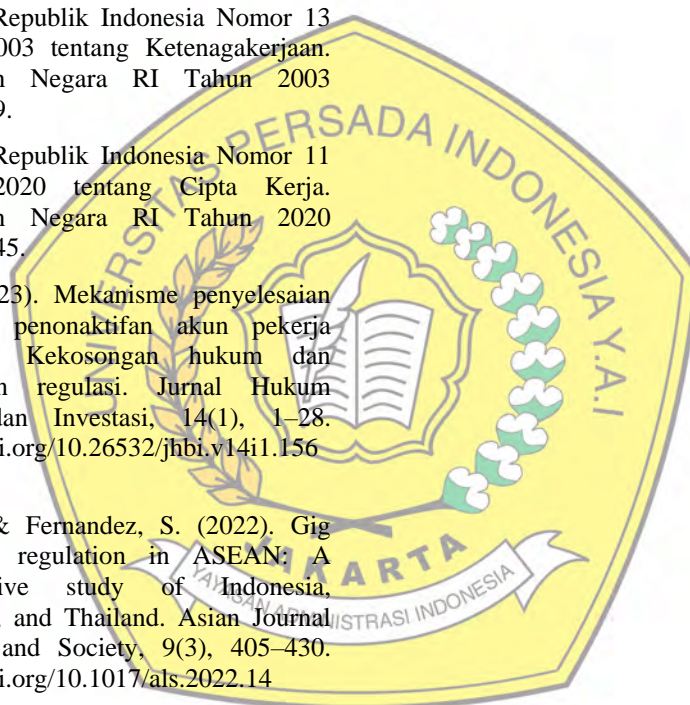 Republik Indonesia Nomor 13
003 tentang Ketenagakerjaan.
n Negara RI Tahun 2003
9.
Republik Indonesia Nomor 11
2020 tentang Cipta Kerja.
n Negara RI Tahun 2020
45.
23). Mekanisme penyelesaian
penonaktifan akun pekerja
Kekosongan hukum dan
n regulasi. Jurnal Hukum
dan Investasi, 14(1), 1–28.
i.org/10.26532/jhbi.v14i1.156
& Fernandez, S. (2022). Gig
regulation in ASEAN: A
ive study of Indonesia,
and Thailand. Asian Journal
and Society, 9(3), 405–430.
i.org/10.1017/als.2022.14
UNIVERSITAS PERSADA INDONESIA Y.A.I
JAKARTA
YAYASAN ADMINISTRASI INDONESIA